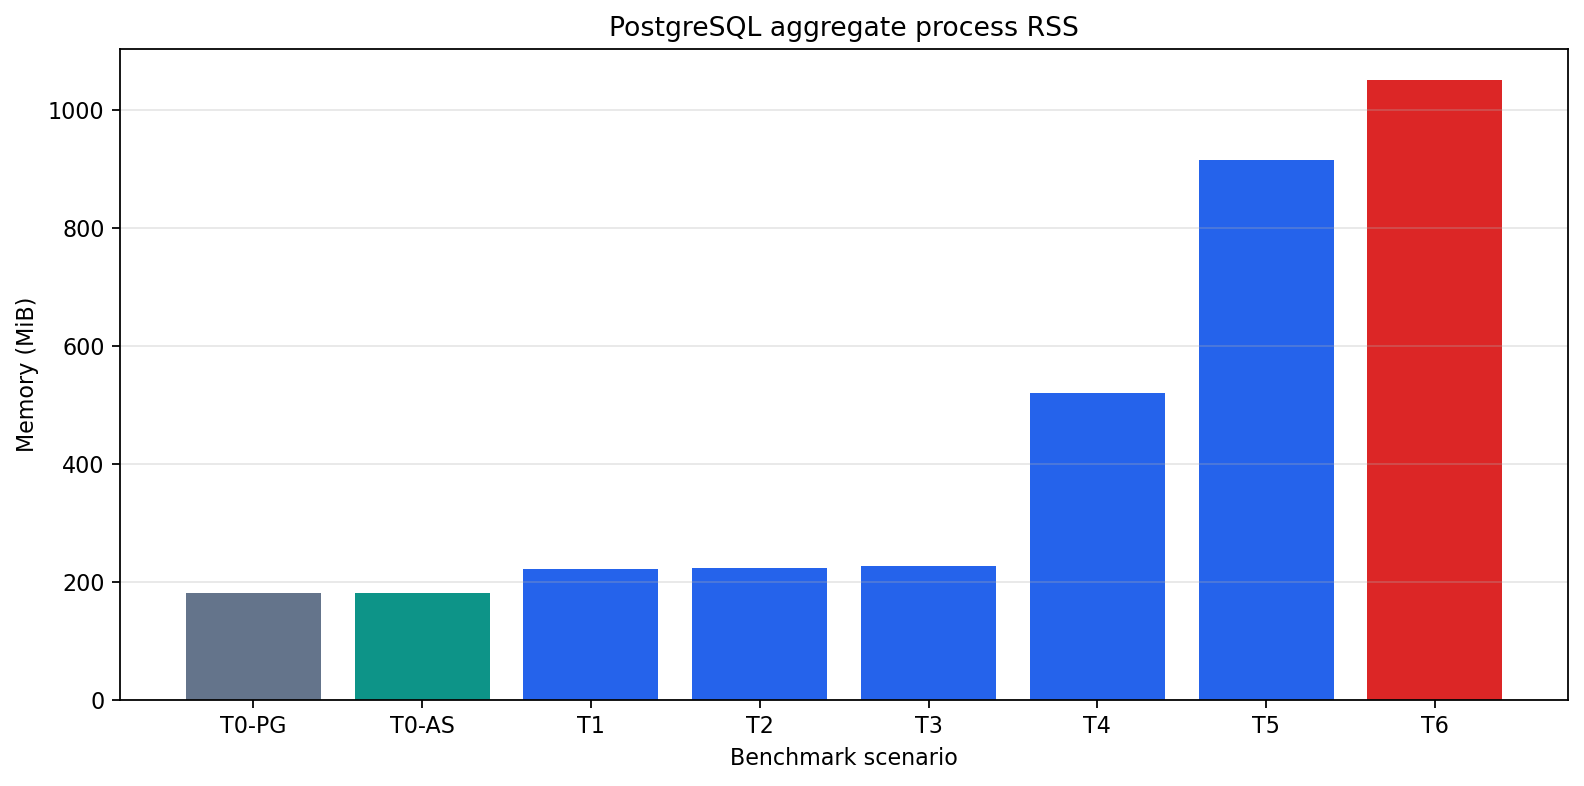 PostgreSQL aggregate process RSS
Memory (MiB)
1000
800
600
400
200
0
T0-PG T0-AS T1 T2 T3 T4 T5 T6
Benchmark scenario